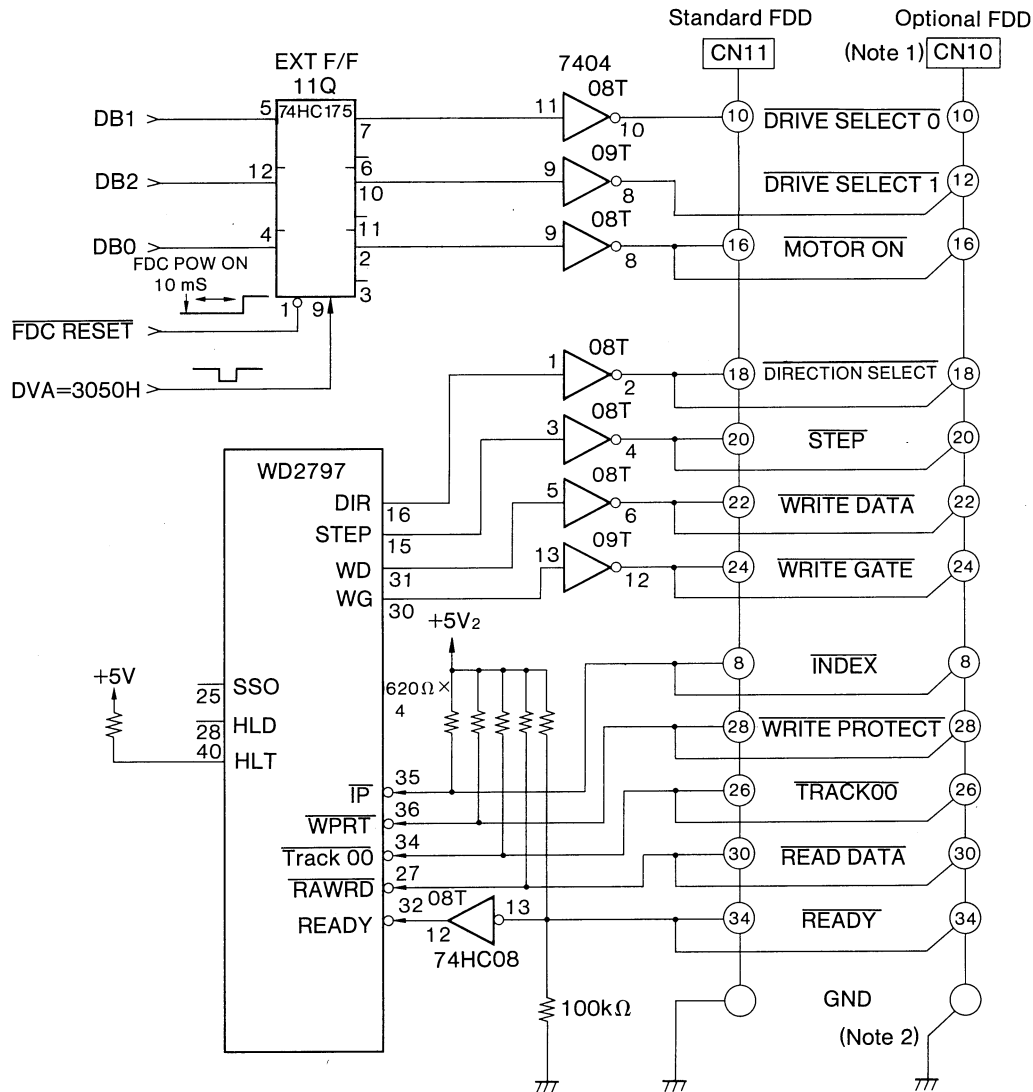 Standard FDD Optional FDD
CN11 (Note 1) CN10
EXT F/F
11Q
74HC175
7404
DB1 5 7 11 08T 10 10 DRIVE SELECT 0 10
6
DB2 12 10 9 09T 8 DRIVE SELECT 1 12
11
DB0 4 2 9 08T 8 16 MOTOR ON 16
3
FDC POW ON
10 mS
1 9
FDC RESET
DVA=3050H
1 08T 2 18 DIRECTION SELECT 18
3 08T 4 20 STEP 20
5 08T 6 22 WRITE DATA 22
13 09T 12 24 WRITE GATE 24
WD2797
DIR 16
STEP 15
WD 31
WG 30
+5V2
620Ω×
4
+5V
25 SSO
28 HLD
40 HLT
8 INDEX 8
28 WRITE PROTECT 28
26 TRACK00 26
30 READ DATA 30
34 READY 34
IP 35
WPRT 36
Track 00 34
RAWRD 27
READY 32 08T 12 13
74HC08
100kΩ
GND
(Note 2)